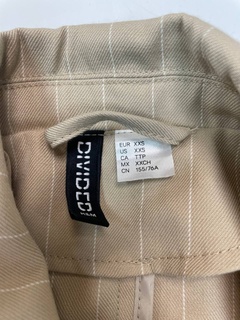 DIVIDED
H&M
EUR XXS
US XXS
CA TTP
MX XXCH
CN 155/76A